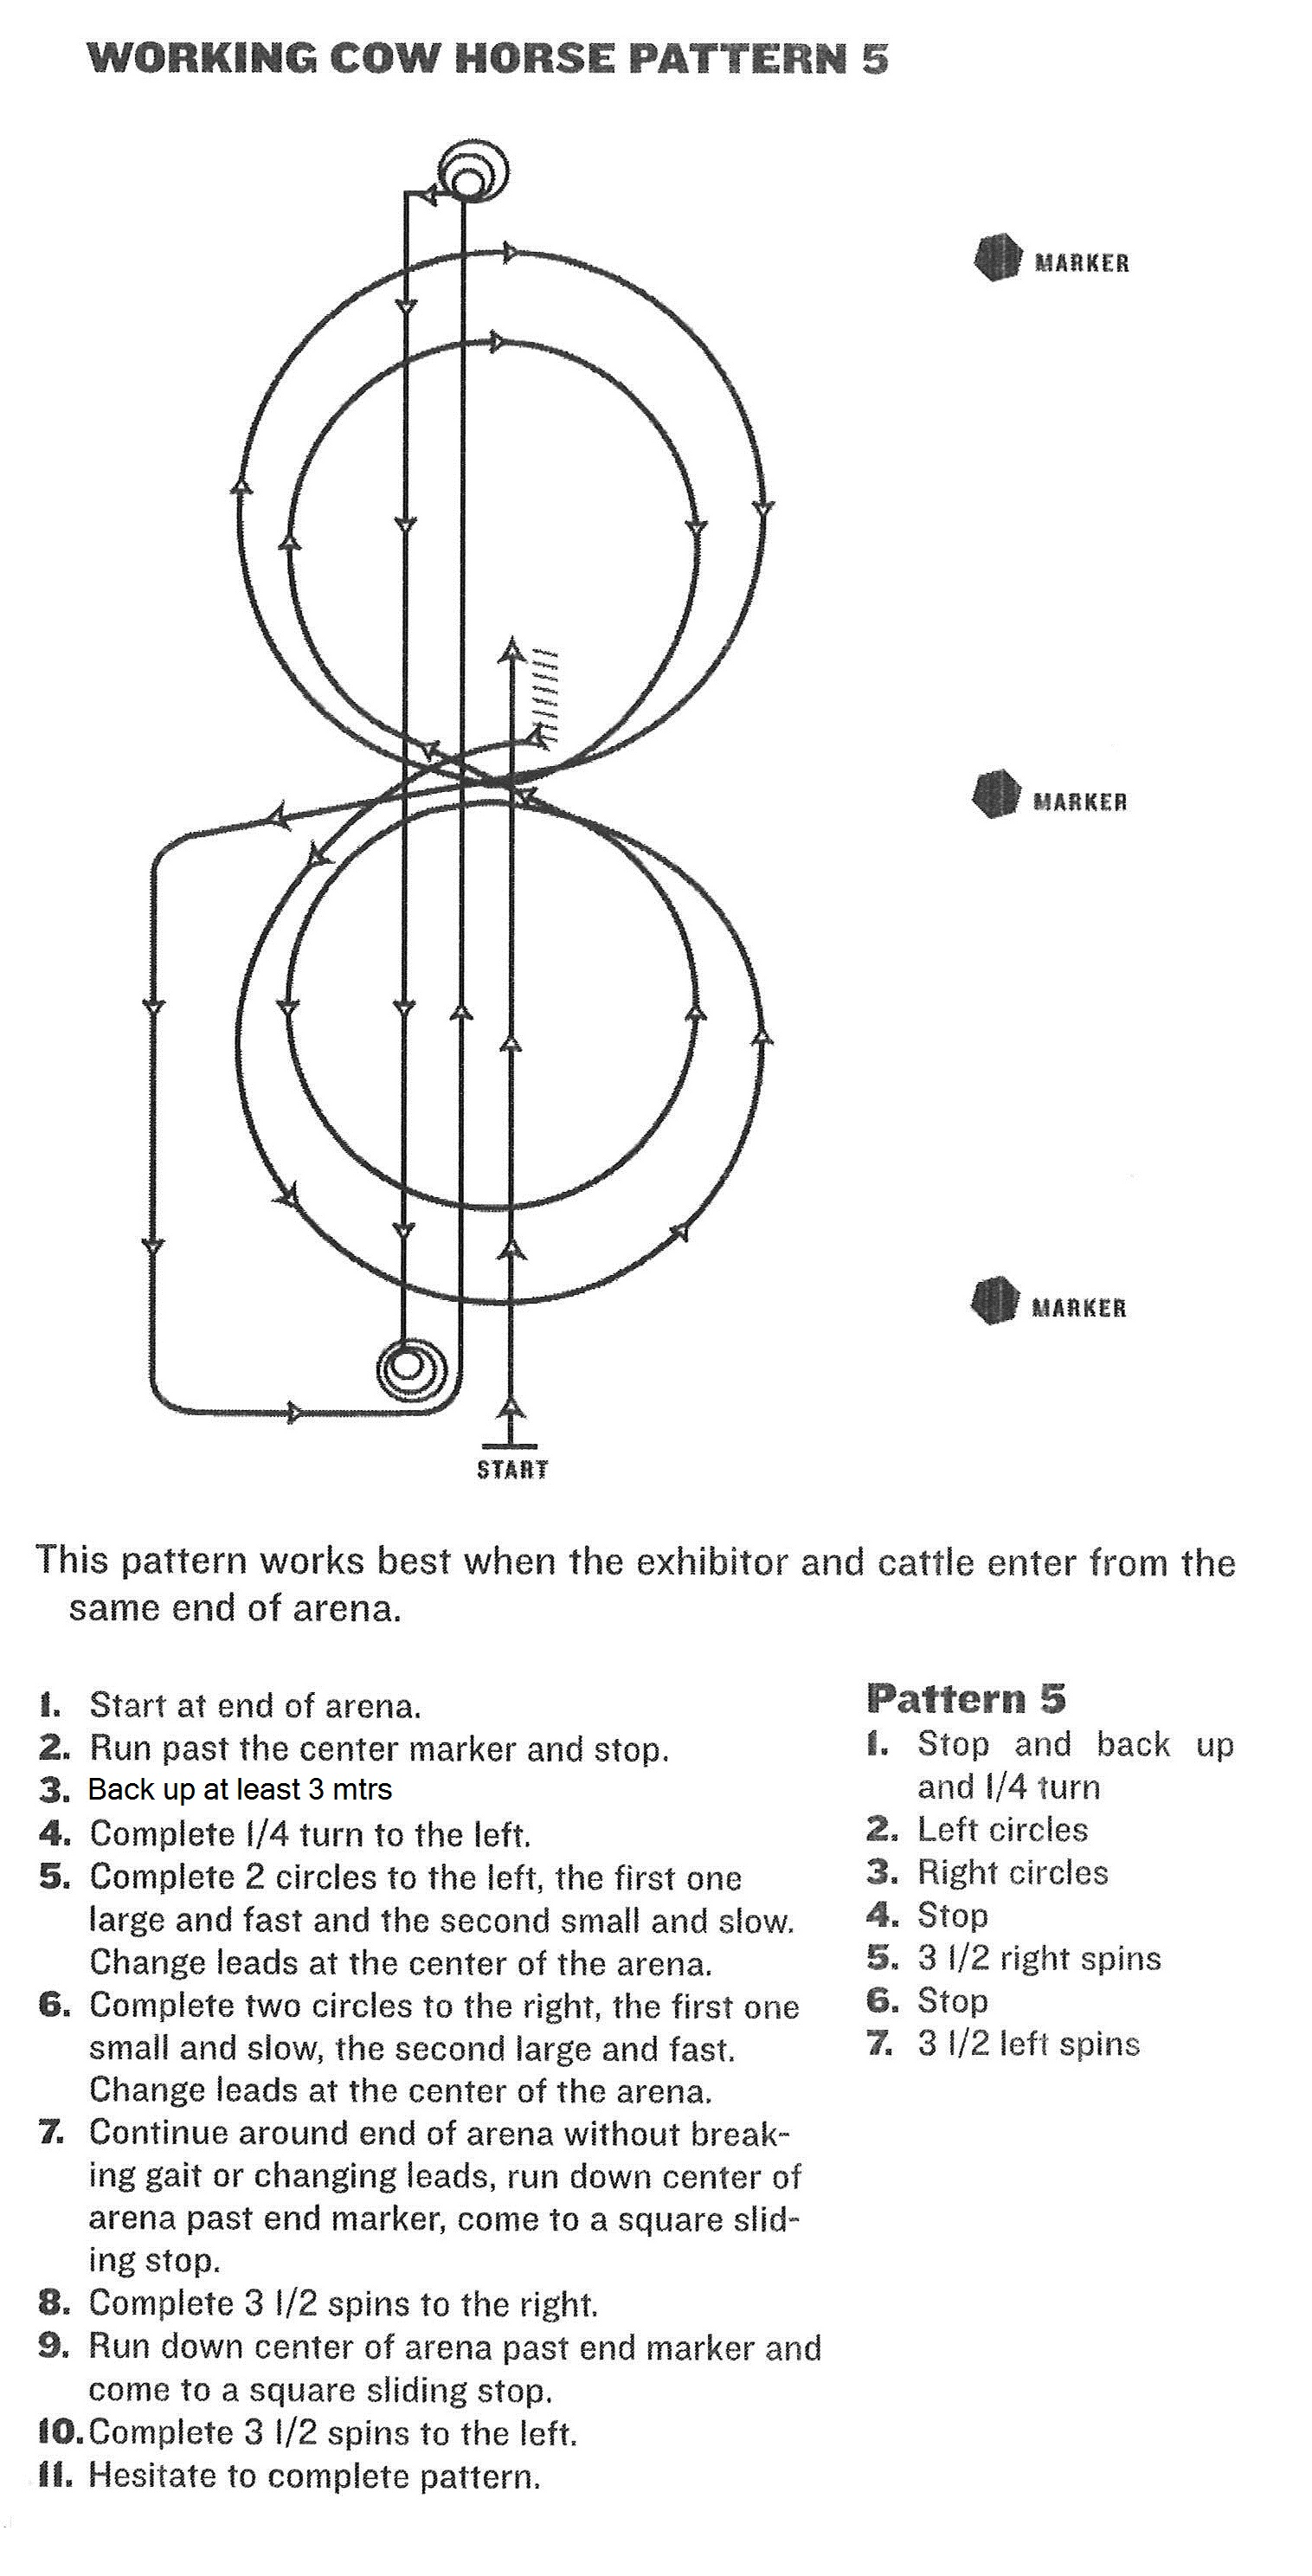 WORKING COW HORSE PATTERN 5
MARKER
MARKER
MARKER
START
This pattern works best when the exhibitor and cattle enter from the
same end of arena.
1. Start at end of arena.
2. Run past the center marker and stop.
3. Back up at least 3 mtrs
4. Complete 1/4 turn to the left.
5. Complete 2 circles to the left, the first one
large and fast and the second small and slow.
Change leads at the center of the arena.
6. Complete two circles to the right, the first one
small and slow, the second large and fast.
Change leads at the center of the arena.
7. Continue around end of arena without break-
ing gait or changing leads, run down center of
arena past end marker, come to a square slid-
ing stop.
8. Complete 3 1/2 spins to the right.
9. Run down center of arena past end marker and
come to a square sliding stop.
10. Complete 3 1/2 spins to the left.
11. Hesitate to complete pattern.
Pattern 5
1. Stop and back up
and 1/4 turn
2. Left circles
3. Right circles
4. Stop
5. 3 1/2 right spins
6. Stop
7. 3 1/2 left spins